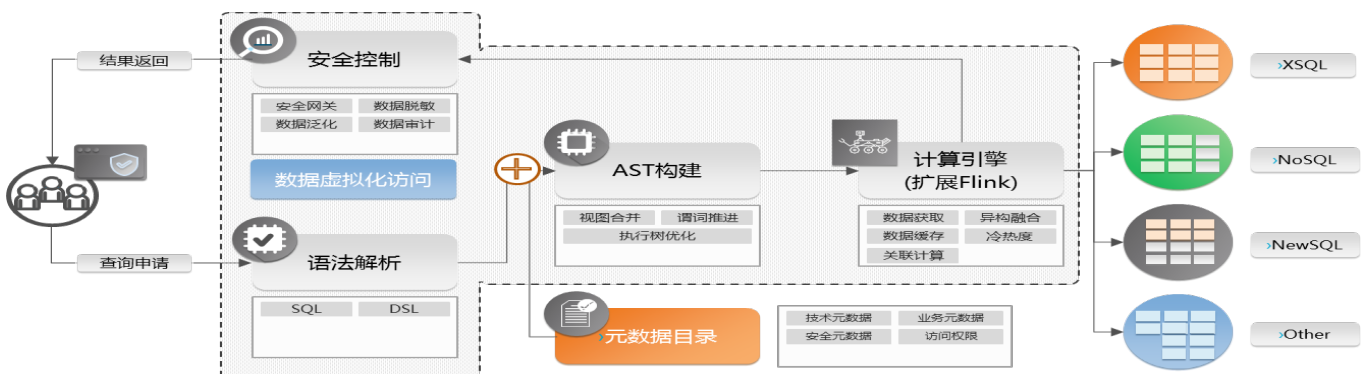 结果返回
安全控制
安全网关 数据脱敏
数据泛化 数据审计
数据虚拟化访问
查询申请
语法解析
SQL DSL
AST构建
视图合并 谓词推进
执行树优化
计算引擎
(扩展Flink)
数据获取 异构融合
数据缓存 冷热度
关联计算
›元数据目录
技术元数据 业务元数据
安全元数据 访问权限
›XSQL
›NoSQL
›NewSQL
›Other